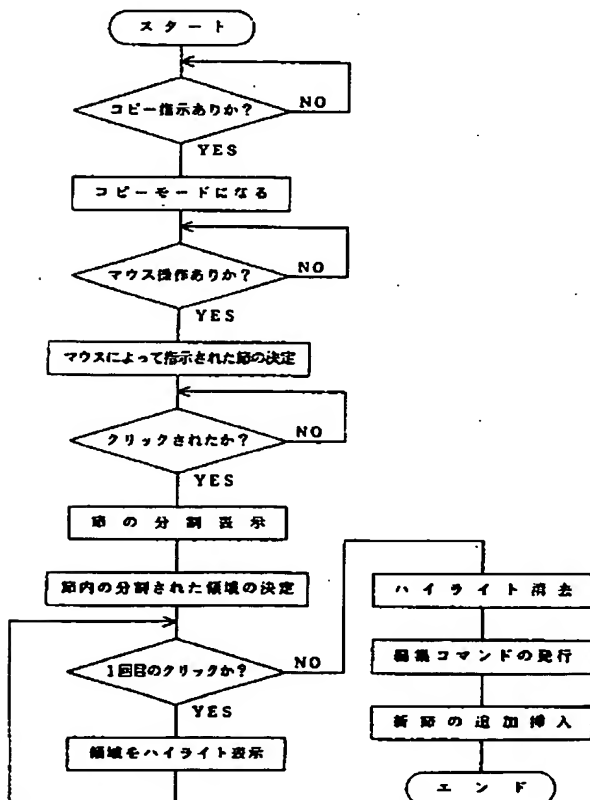 スタート
コピー指示ありか?
NO
YES
コピーモードになる
マウス操作ありか?
NO
YES
マウスによって指示された節の決定
クリックされたか?
NO
YES
節の分割表示
節内の分割された領域の決定
1回目のクリックか?
NO
YES
領域をハイライト表示
ハイライト消去
編集コマンドの発行
新節の追加挿入
エンド